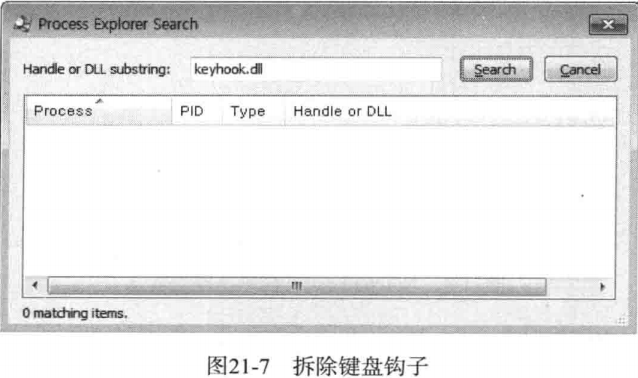 Process Explorer Search
Handle or DLL substring: keyhook.dll Search Cancel
Process PID Type Handle or DLL
0 matching items.
图21-7 拆除键盘钩子